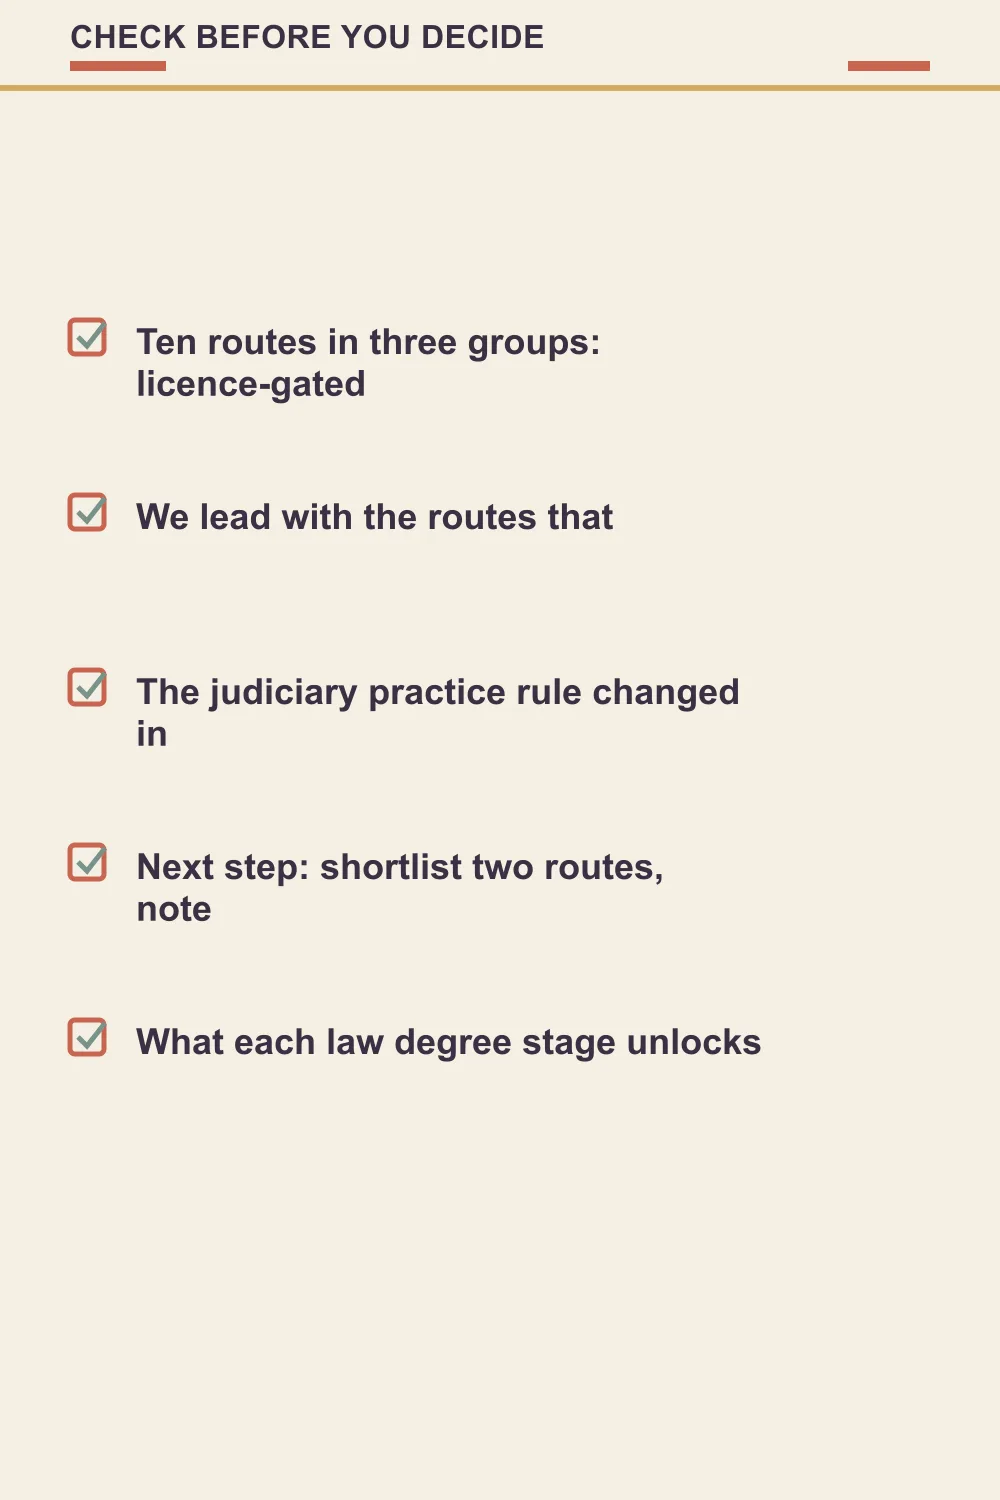 CHECK BEFORE YOU DECIDE
Ten routes in three groups:
licence-gated
We lead with the routes that
The judiciary practice rule changed
in
Next step: shortlist two routes,
note
What each law degree stage unlocks